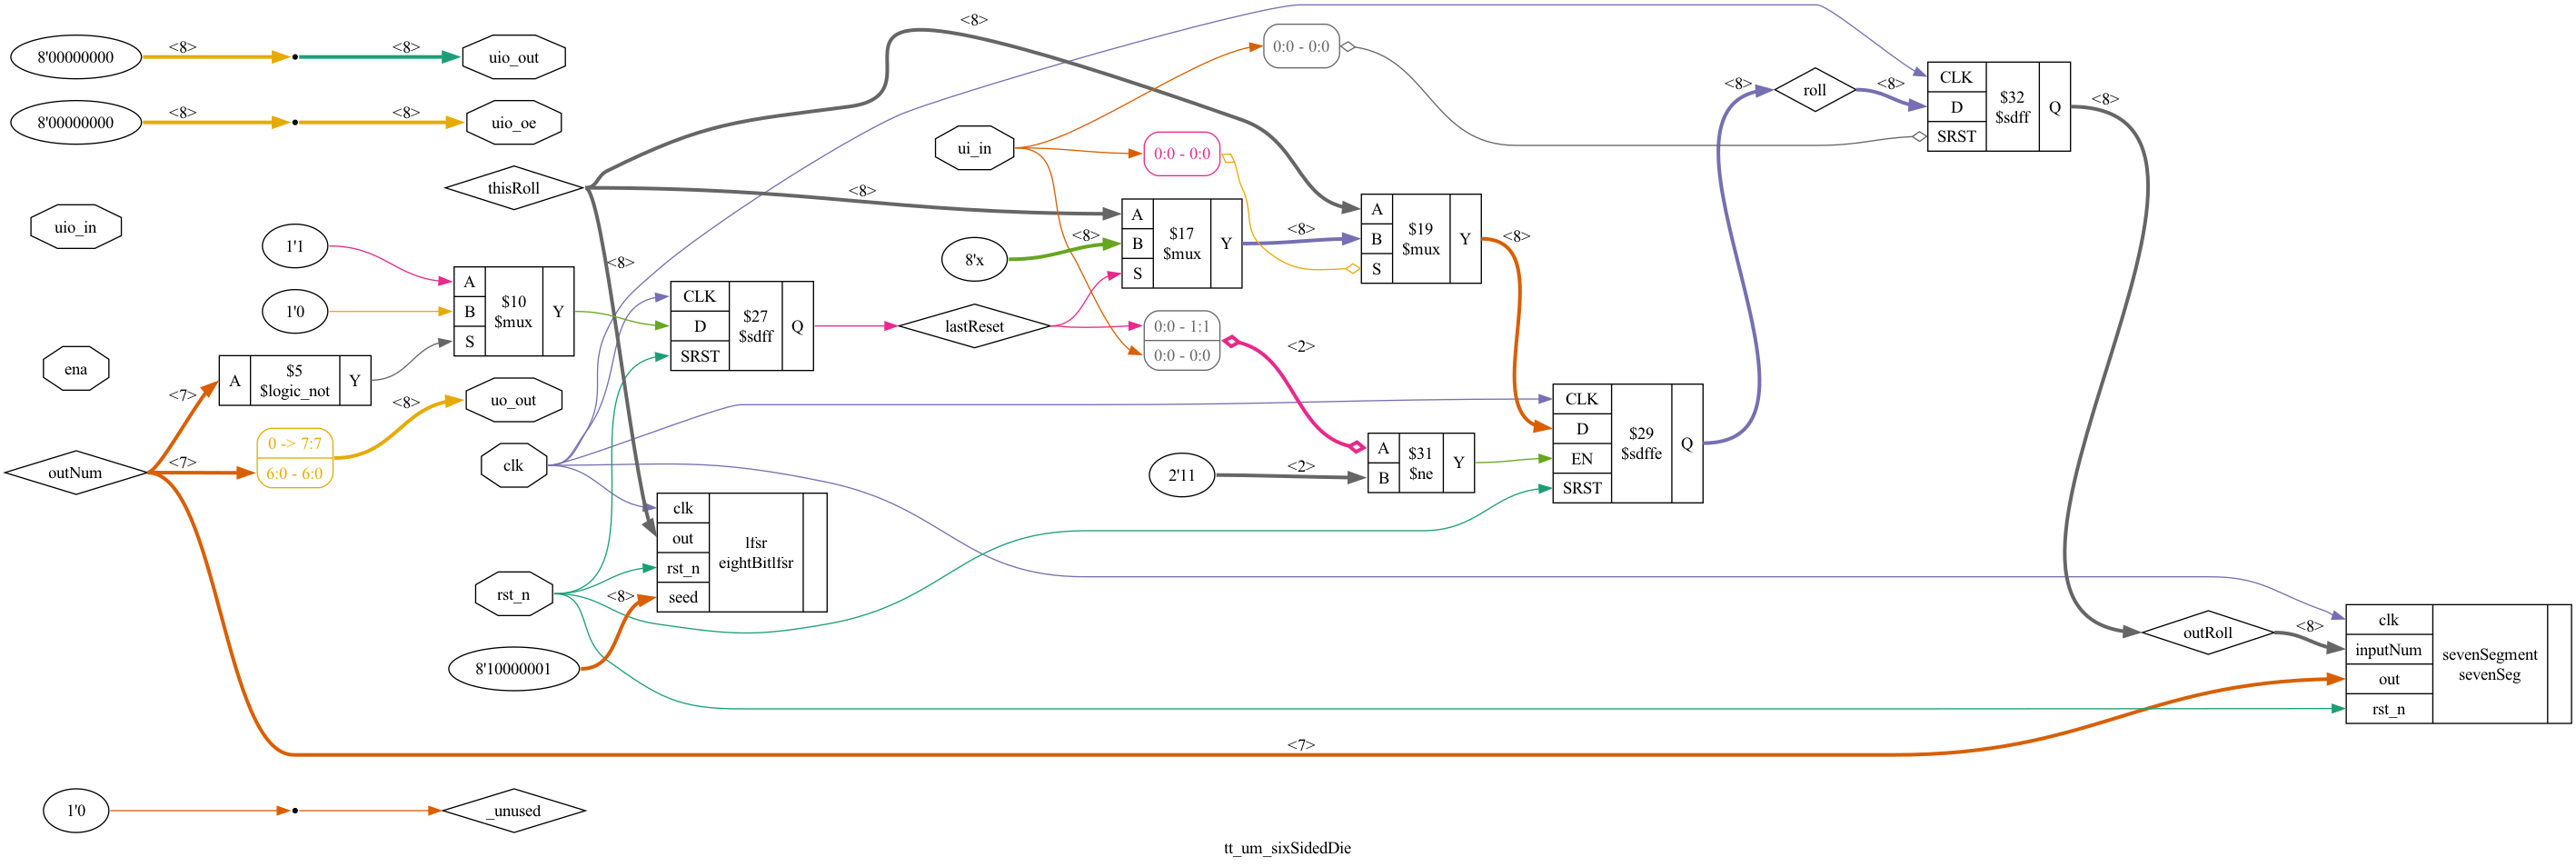 8'00000000
<8>
<8>
uio_out
8'00000000
<8>
<8>
uio_oe
uio_in
ena
thisRoll
<8>
<8>
<8>
1'1
1'0
A
B
S
$10
$mux
Y
A
$5
$logic_not
Y
<7>
<7>
outNum
0 -> 7:7
6:0 - 6:0
<8>
uo_out
clk
rst_n
<8>
8'10000001
CLK
D
SRST
$27
$sdff
Q
clk
out
rst_n
seed
lfsr
eightBitlfsr
lastReset
ui_in
0:0 - 0:0
0:0 - 0:0
8'x
<8>
A
B
S
$17
$mux
Y
<8>
A
B
S
$19
$mux
Y
<8>
0:0 - 1:1
0:0 - 0:0
<2>
2'11
<2>
A
B
$31
$ne
Y
CLK
D
EN
SRST
$29
$sdffe
Q
<8>
roll
<8>
CLK
D
SRST
$32
$sdff
Q
<8>
outRoll
<8>
clk
inputNum
out
rst_n
sevenSegment
sevenSeg
<7>
1'0
_unused
tt_um_sixSidedDie